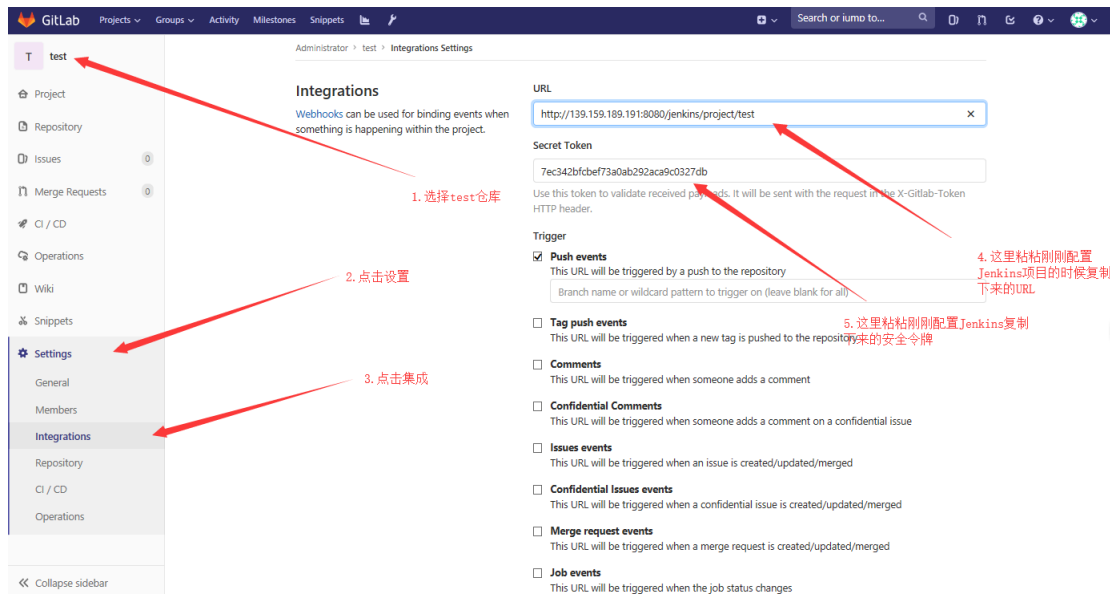 GitLab Projects Groups Activity Milestones Snippets Search or jump to...
T test
Project
Repository
Issues 0
Merge Requests 0
CI / CD
Operations
Wiki
Snippets
Settings
General
Members
Integrations
Repository
CI / CD
Operations
Collapse sidebar
Administrator > test > Integrations Settings
Integrations
Webhooks can be used for binding events when
something is happening within the project.
URL
http://139.159.189.191:8080/jenkins/project/test
Secret Token
7ec342bfcbef73a0ab292aca9c0327db
Use this token to validate received payloads. It will be sent with the request in the X-Gitlab-Token
HTTP header.
Trigger
Push events
This URL will be triggered by a push to the repository
Branch name or wildcard pattern to trigger on (leave blank for all)
Tag push events
This URL will be triggered when a new tag is pushed to the repository
Comments
This URL will be triggered when someone adds a comment
Confidential Comments
This URL will be triggered when someone adds a comment on a confidential issue
Issues events
This URL will be triggered when an issue is created/updated/merged
Confidential Issues events
This URL will be triggered when a confidential issue is created/updated/merged
Merge request events
This URL will be triggered when a merge request is created/updated/merged
Job events
This URL will be triggered when the job status changes
1.选择test仓库
2.点击设置
3.点击集成
4.这里粘粘刚刚配置
Jenkins项目的时候复制
下来的URL
5.这里粘粘刚刚配置Jenkins复制
下来的安全令牌